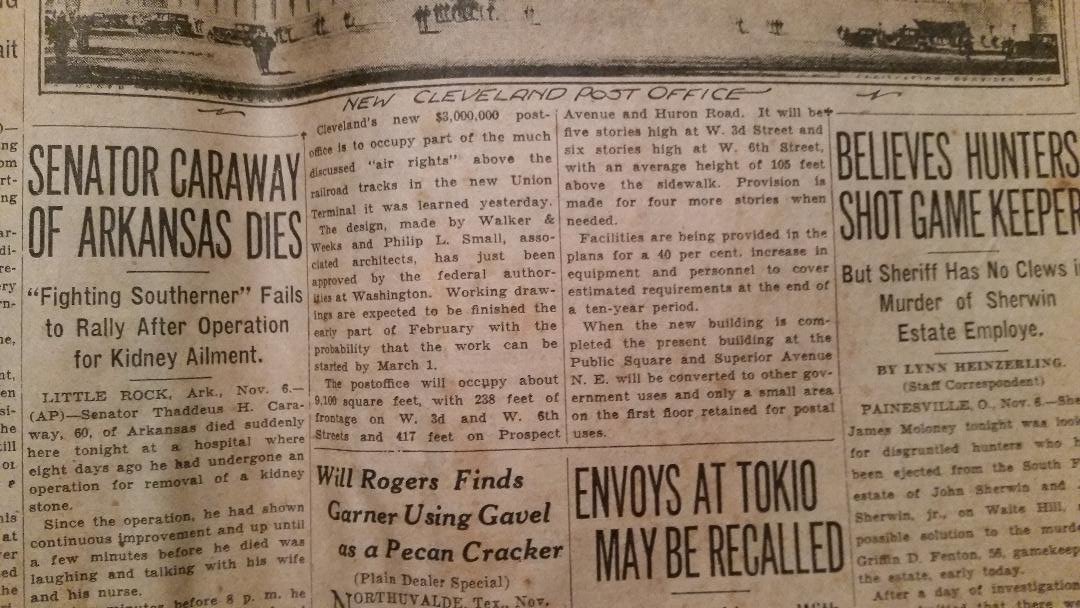 NEW CLEVELAND POST OFFICE
SENATOR CARAWAY
OF ARKANSAS DIES
"Fighting Southerner" Fails
to Rally After Operation
for Kidney Ailment.
LITTLE ROCK, Ark., Nov. 6.—
(AP)—Senator Thaddeus H. Cara-
way, 60, of Arkansas died suddenly
here tonight at a hospital where
eight days ago he had undergone an
operation for removal of a kidney
stone.
Since the operation, he had shown
continuous improvement and up until
a few minutes before he died was
laughing and talking with his wife
and his nurse.
before 8 p. m. he
Cleveland's new $3,000,000 post-
office is to occupy part of the much
discussed "air rights" above the
railroad tracks in the new Union
Terminal it was learned yesterday.
The design, made by Walker &
Weeks and Philip L. Small, asso-
ciated architects, has just been
approved by the federal author-
ities at Washington. Working draw-
ings are expected to be finished the
early part of February with the
probability that the work can be
started by March 1.
The postoffice will occupy about
9,100 square feet, with 238 feet of
frontage on W. 3d and W. 6th
Streets and 417 feet on Prospect
Avenue and Huron Road. It will be
five stories high at W. 3d Street and
six stories high at W. 6th Street,
with an average height of 105 feet
above the sidewalk. Provision is
made for four more stories when
needed.
Facilities are being provided in the
plans for a 40 per cent. increase in
equipment and personnel to cover
estimated requirements at the end of
a ten-year period.
When the new building is com-
pleted the present building at the
Public Square and Superior Avenue
N. E. will be converted to other gov-
ernment uses and only a small area
on the first floor retained for postal
uses.
Will Rogers Finds
Garner Using Gavel
as a Pecan Cracker
(Plain Dealer Special)
NORTHUVALDE, Tex., Nov.
ENVOYS AT TOKIO
MAY BE RECALLED
BELIEVES HUNTERS
SHOT GAME KEEPER
But Sheriff Has No Clews i
Murder of Sherwin
Estate Employe.
BY LYNN HEINZERLING.
(Staff Correspondent)
PAINESVILLE, O., Nov. 6.—She
James Moloney tonight was look
for disgruntled hunters who h
been ejected from the South F
estate of John Sherwin and
Sherwin, jr., on Waite Hill,
possible solution to the murde
Griffin D. Fenton, 56, gamekeep
the estate, early today.
After a day of investigation